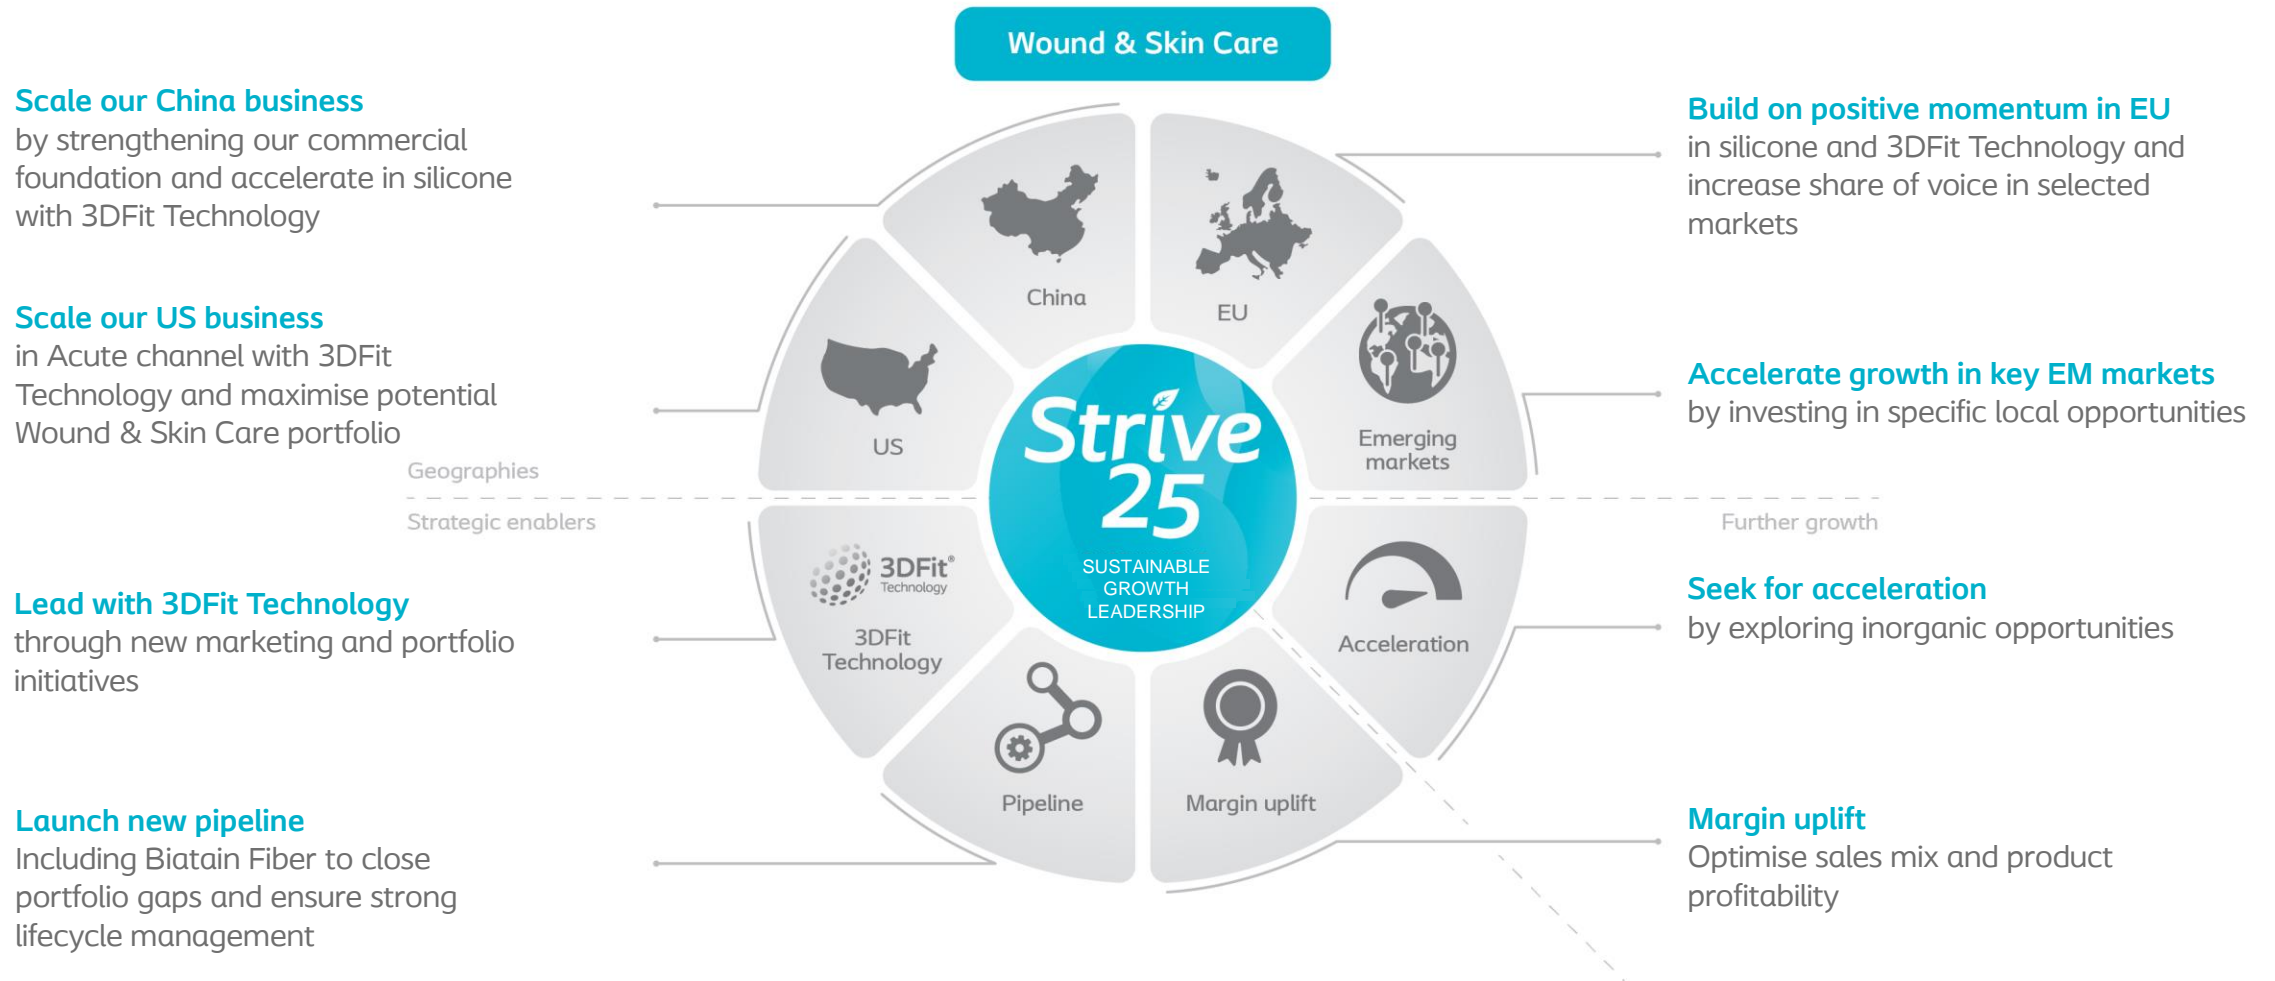 Wound & Skin Care
Scale our China business
by strengthening our commercial
foundation and accelerate in silicone
with 3DFit Technology
Scale our US business
in Acute channel with 3DFit
Technology and maximise potential
Wound & Skin Care portfolio
Geographies
Strategic enablers
Lead with 3DFit Technology
through new marketing and portfolio
initiatives
Launch new pipeline
Including Biatain Fiber to close
portfolio gaps and ensure strong
lifecycle management
China
EU
US
Emerging
markets
Strive
25
SUSTAINABLE
GROWTH
LEADERSHIP
3DFit®
Technology
3DFit
Technology
Acceleration
Pipeline
Margin uplift
Build on positive momentum in EU
in silicone and 3DFit Technology and
increase share of voice in selected
markets
Accelerate growth in key EM markets
by investing in specific local opportunities
Further growth
Seek for acceleration
by exploring inorganic opportunities
Margin uplift
Optimise sales mix and product
profitability